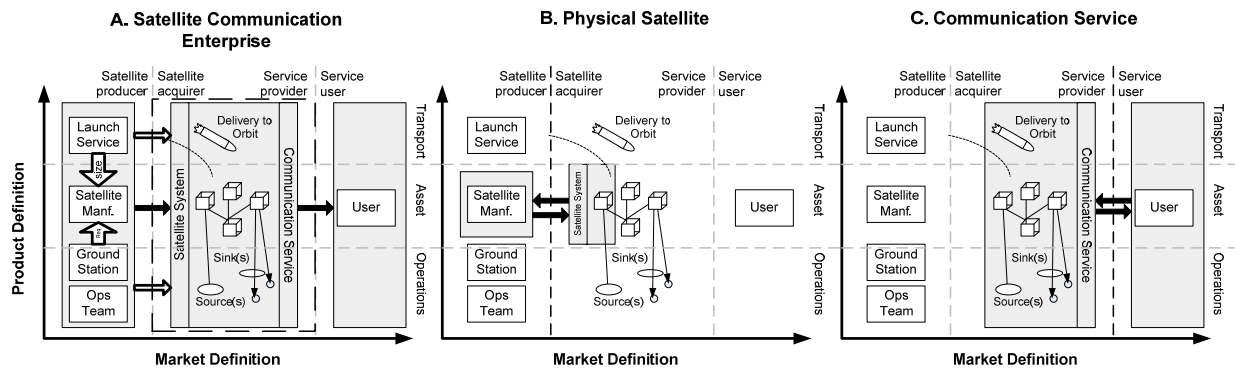 A. Satellite Communication
Enterprise
Satellite
producer
Satellite
acquirer
Service
provider
Service
user
Launch
Service
Size
Satellite
Manf.
Req
Ground
Station
Ops
Team
Satellite System
Delivery to
Orbit
Sink(s)
Source(s)
Communication Service
User
Transport
Asset
Operations
Product Definition
Market Definition
B. Physical Satellite
Satellite
producer
Satellite
acquirer
Service
provider
Service
user
Launch
Service
Satellite
Manf.
Ground
Station
Ops
Team
Satellite System
Delivery to
Orbit
Sink(s)
Source(s)
User
Transport
Asset
Operations
Market Definition
C. Communication Service
Satellite
producer
Satellite
acquirer
Service
provider
Service
user
Launch
Service
Satellite
Manf.
Ground
Station
Ops
Team
Delivery to
Orbit
Sink(s)
Source(s)
Communication Service
User
Transport
Asset
Operations
Market Definition